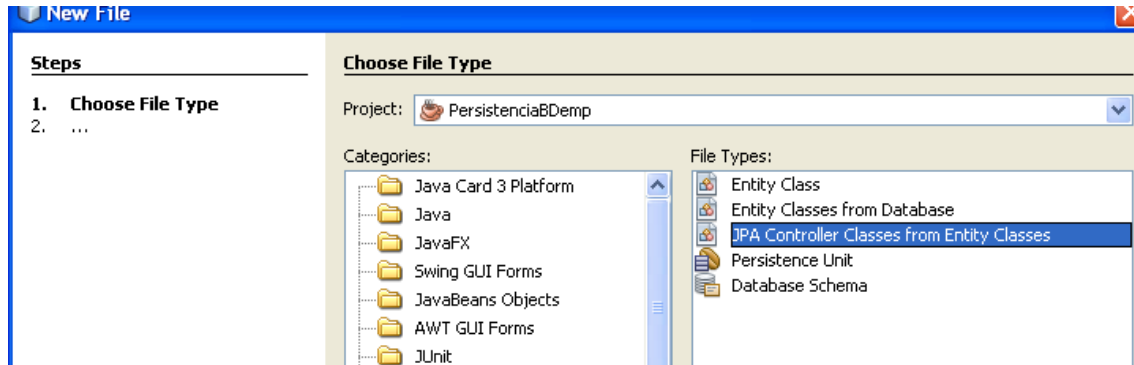 New File
Steps
1. Choose File Type
2. ...
Choose File Type
Project: PersistenciaBDemp
Categories:
Java Card 3 Platform
Java
JavaFX
Swing GUI Forms
JavaBeans Objects
AWT GUI Forms
JUnit
File Types:
Entity Class
Entity Classes from Database
JPA Controller Classes from Entity Classes
Persistence Unit
Database Schema